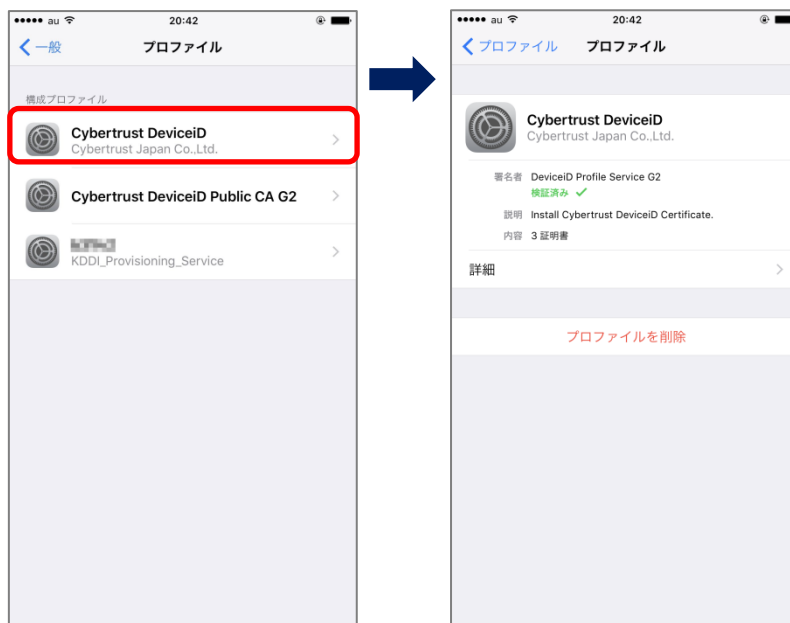 au 20:42
一般 プロファイル
構成プロファイル
Cybertrust DeviceiD
Cybertrust Japan Co.,Ltd.
Cybertrust DeviceiD Public CA G2
KDDI_Provisioning_Service
au 20:42
プロファイル プロファイル
Cybertrust DeviceiD
Cybertrust Japan Co.,Ltd.
署名者 DeviceiD Profile Service G2
検証済み
説明 Install Cybertrust DeviceiD Certificate.
内容 3 証明書
詳細
プロファイルを削除